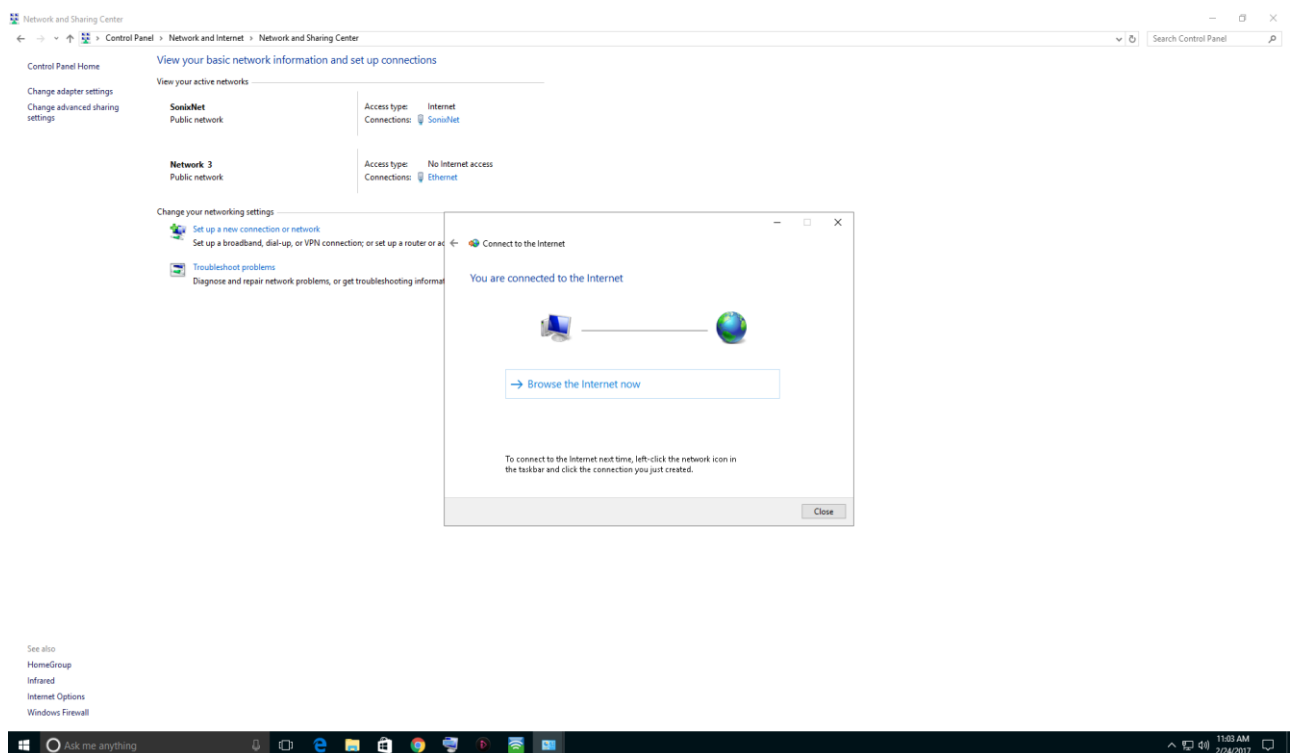 Network and Sharing Center
Control Panel > Network and Internet > Network and Sharing Center
Search Control Panel
Control Panel Home
Change adapter settings
Change advanced sharing
settings
View your basic network information and set up connections
View your active networks
SonixNet
Public network
Access type: Internet
Connections: SonixNet
Network 3
Public network
Access type: No Internet access
Connections: Ethernet
Change your networking settings
Set up a new connection or network
Set up a broadband, dial-up, or VPN connection; or set up a router or ac
Troubleshoot problems
Diagnose and repair network problems, or get troubleshooting informat
Connect to the Internet
You are connected to the Internet
Browse the Internet now
To connect to the Internet next time, left-click the network icon in
the taskbar and click the connection you just created.
Close
See also
HomeGroup
Infrared
Internet Options
Windows Firewall
Ask me anything
11:03 AM
2/24/2017